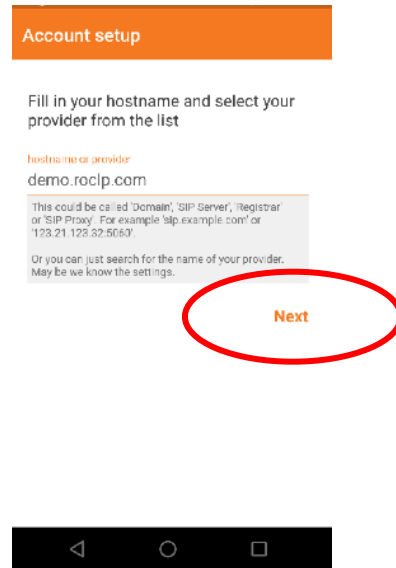 Account setup
Fill in your hostname and select your
provider from the list
hostname or provider
demo.roclp.com
This could be called 'Domain', 'SIP Server', 'Registrar'
or 'SIP Proxy'. For example 'sip.example.com' or
'123.21.123.32:5060'.
Or you can just search for the name of your provider.
May be we know the settings.
Next